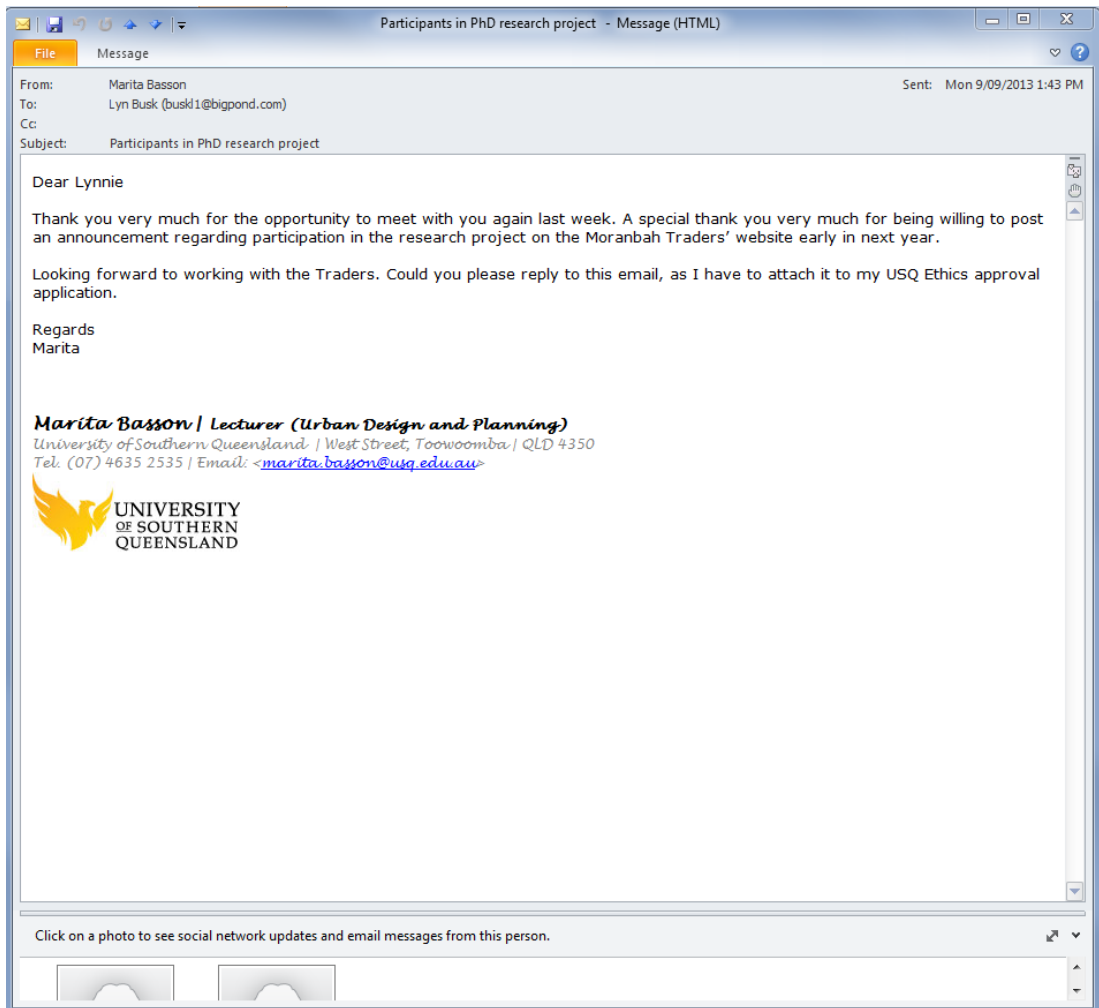 Participants in PhD research project - Message (HTML)
File Message
From: Marita Basson Sent: Mon 9/09/2013 1:43 PM
To: Lyn Busk (buskl1@bigpond.com)
Cc:
Subject: Participants in PhD research project
Dear Lynnie
Thank you very much for the opportunity to meet with you again last week. A special thank you very much for being willing to post
an announcement regarding participation in the research project on the Moranbah Traders’ website early in next year.
Looking forward to working with the Traders. Could you please reply to this email, as I have to attach it to my USQ Ethics approval
application.
Regards
Marita
Marita Basson | Lecturer (Urban Design and Planning)
University of Southern Queensland | West Street, Toowoomba | QLD 4350
Tel. (07) 4635 2535 | Email: <marita.basson@usq.edu.au>
UNIVERSITY
OF SOUTHERN
QUEENSLAND
Click on a photo to see social network updates and email messages from this person.